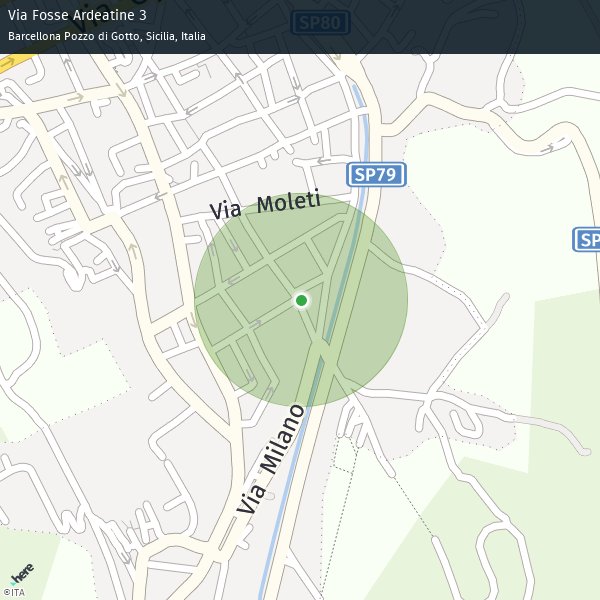 Via Fosse Ardeatine 3
Barcellona Pozzo di Gotto, Sicilia, Italia
SP80
SP79
Via Moleti
SP
Via Milano
here
©ITA